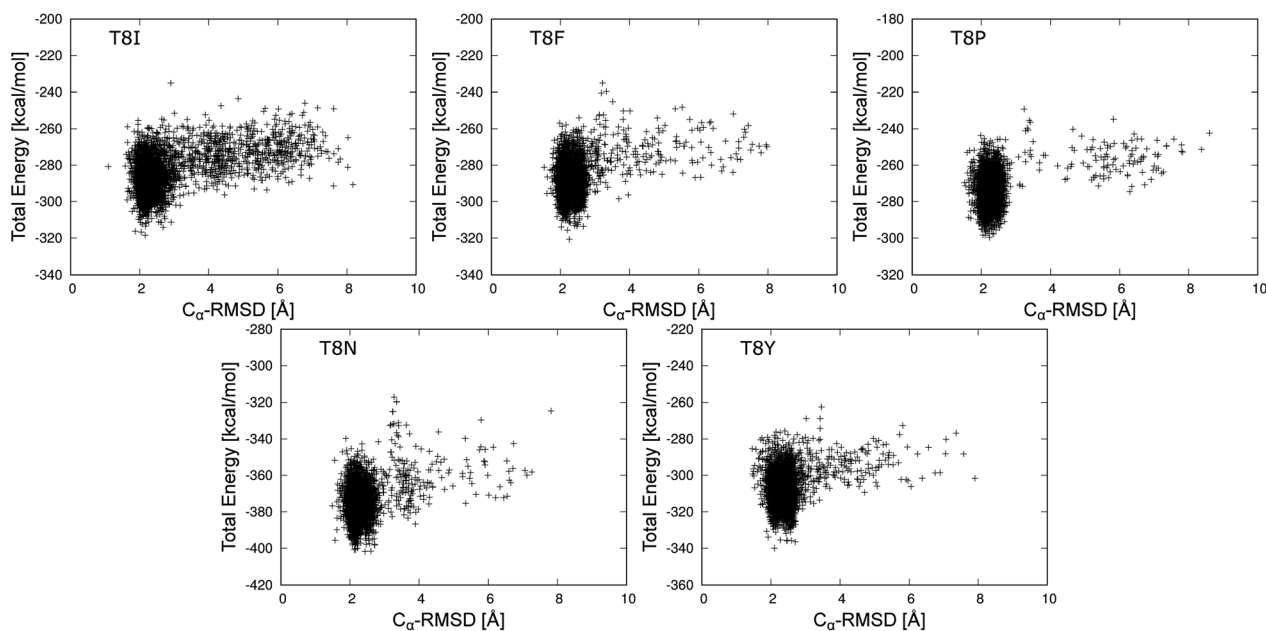 T8I
Total Energy [kcal/mol]
-200
-220
-240
-260
-280
-300
-320
-340
0 2 4 6 8 10
Cα-RMSD [Å]
T8F
Total Energy [kcal/mol]
-200
-220
-240
-260
-280
-300
-320
-340
0 2 4 6 8 10
Cα-RMSD [Å]
T8P
Total Energy [kcal/mol]
-180
-200
-220
-240
-260
-280
-300
-320
0 2 4 6 8 10
Cα-RMSD [Å]
T8N
Total Energy [kcal/mol]
-280
-300
-320
-340
-360
-380
-400
-420
0 2 4 6 8 10
Cα-RMSD [Å]
T8Y
Total Energy [kcal/mol]
-220
-240
-260
-280
-300
-320
-340
-360
0 2 4 6 8 10
Cα-RMSD [Å]